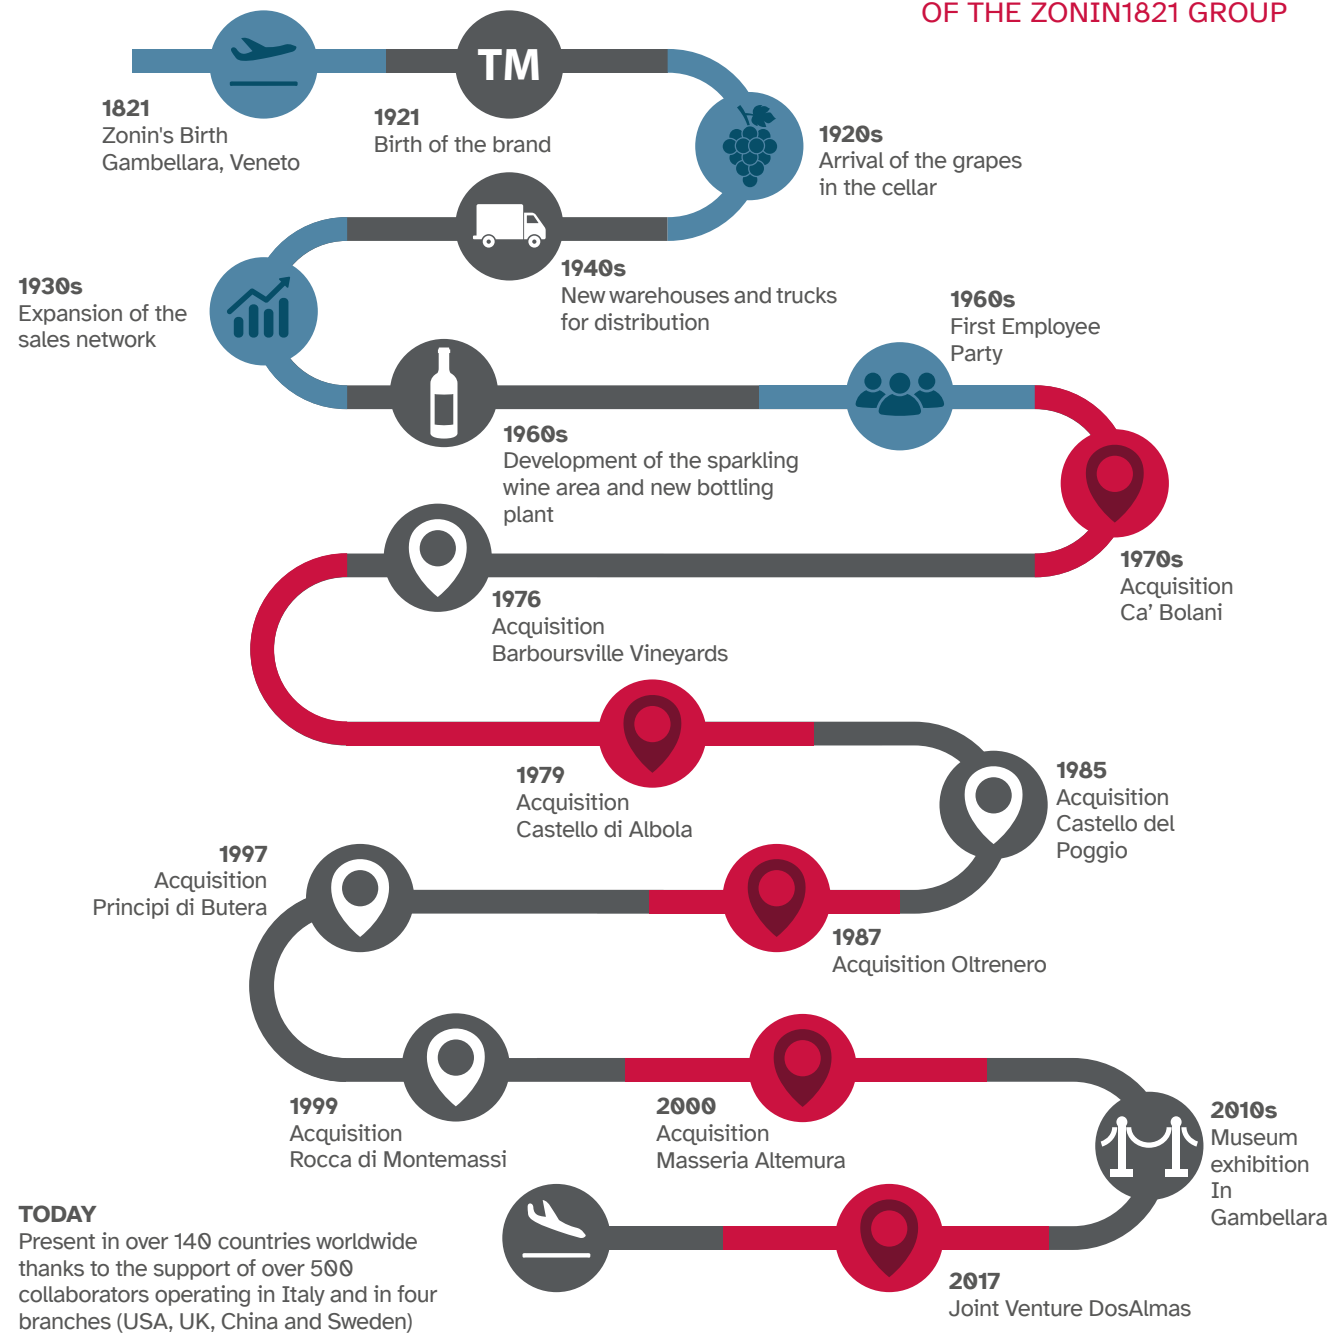 OF THE ZONIN1821 GROUP
TM
1821
Zonin's Birth
Gambellara, Veneto
1921
Birth of the brand
1920s
Arrival of the grapes
in the cellar
1940s
New warehouses and trucks
for distribution
1930s
Expansion of the
sales network
1960s
Development of the sparkling
wine area and new bottling
plant
1960s
First Employee
Party
1970s
Acquisition
Ca’ Bolani
1976
Acquisition
Barboursville Vineyards
1979
Acquisition
Castello di Albola
1985
Acquisition
Castello del
Poggio
1987
Acquisition Oltrenero
1997
Acquisition
Principi di Butera
1999
Acquisition
Rocca di Montemassi
2000
Acquisition
Masseria Altemura
2010s
Museum
exhibition
In
Gambellara
2017
Joint Venture DosAlmas
TODAY
Present in over 140 countries worldwide
thanks to the support of over 500
collaborators operating in Italy and in four
branches (USA, UK, China and Sweden)